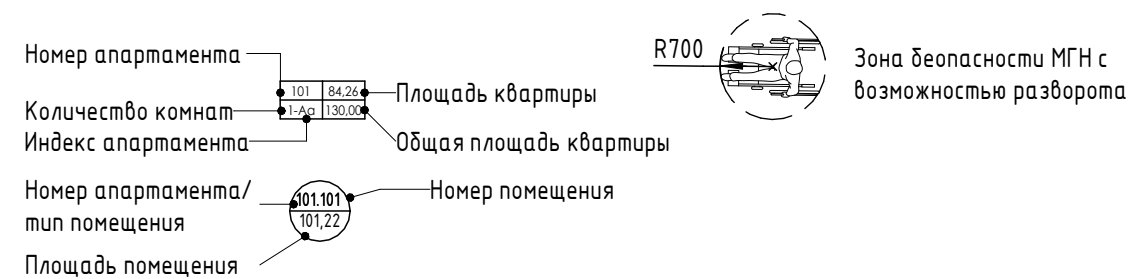 Номер апартамента
101 84,26
Площадь квартиры
Количество комнат
1-Аа 130,00
Индекс апартамента
Общая площадь квартиры
Номер апартамента/
тип помещения
101.101
101,22
Номер помещения
Площадь помещения
R700
Зона беопасности МГН с
возможностью разворота